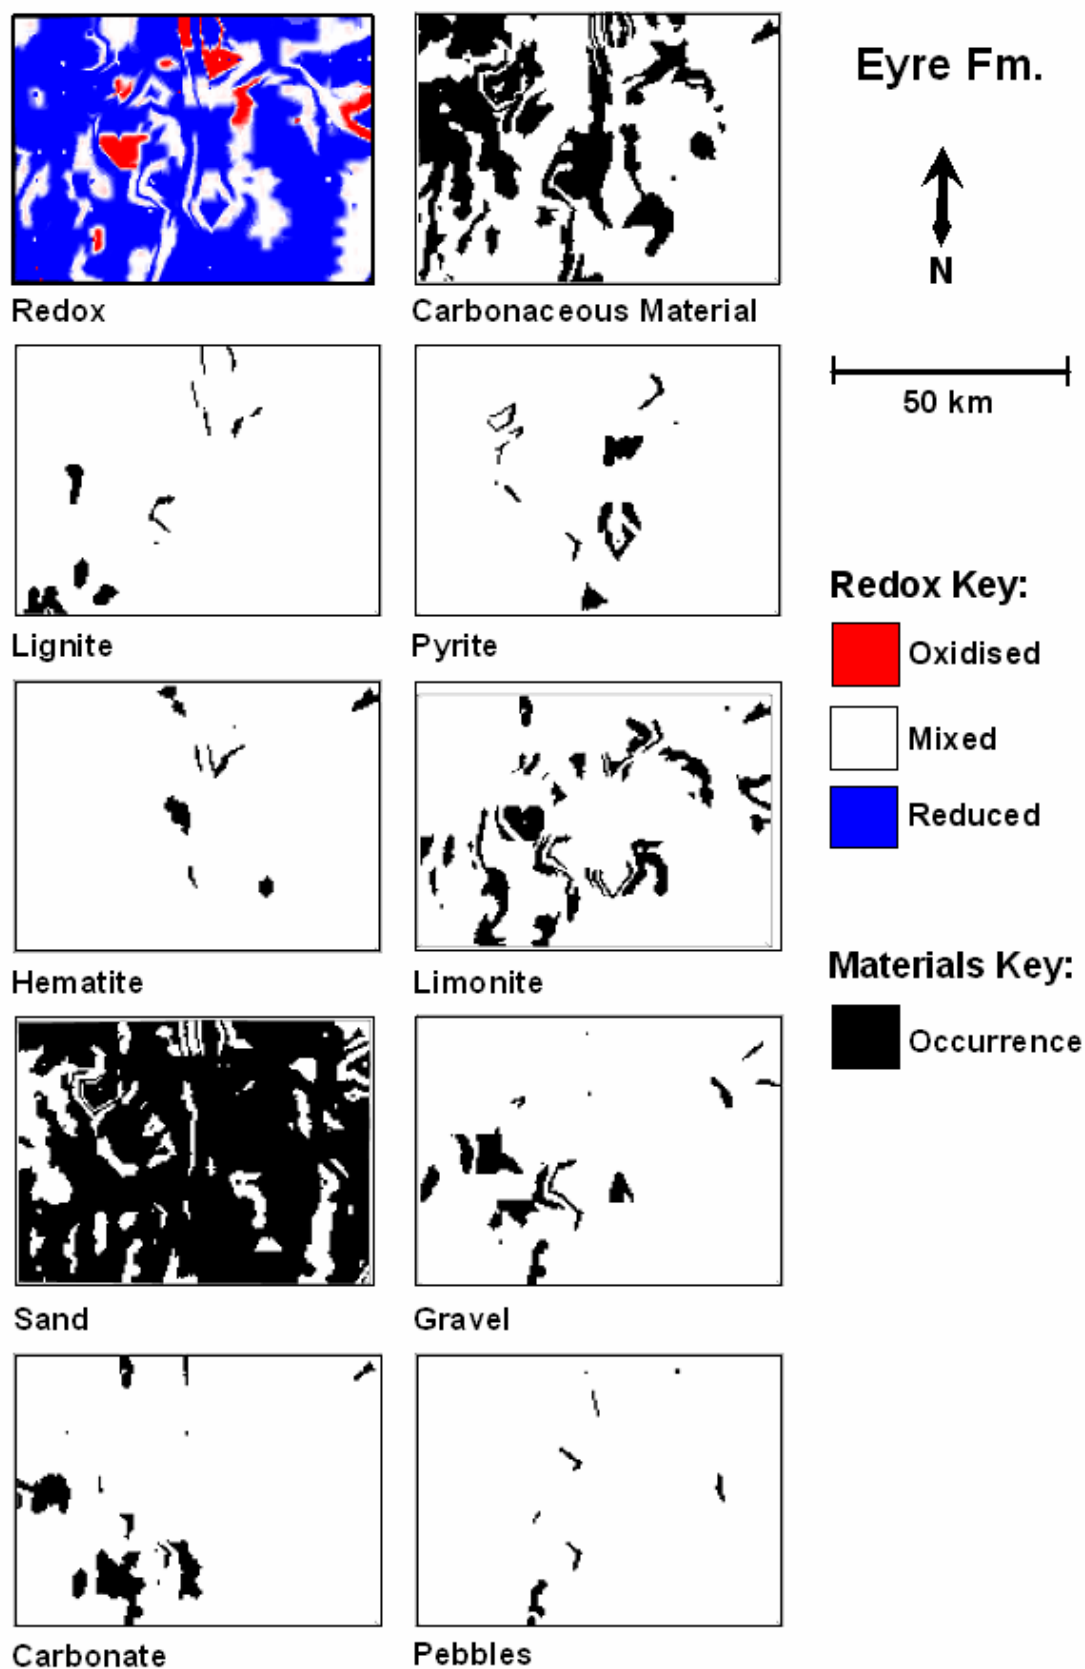 Eyre Fm.
N
Redox
Carbonaceous Material
50 km
Lignite
Pyrite
Redox Key:
Oxidised
Mixed
Reduced
Hematite
Limonite
Materials Key:
Occurrence
Sand
Gravel
Carbonate
Pebbles